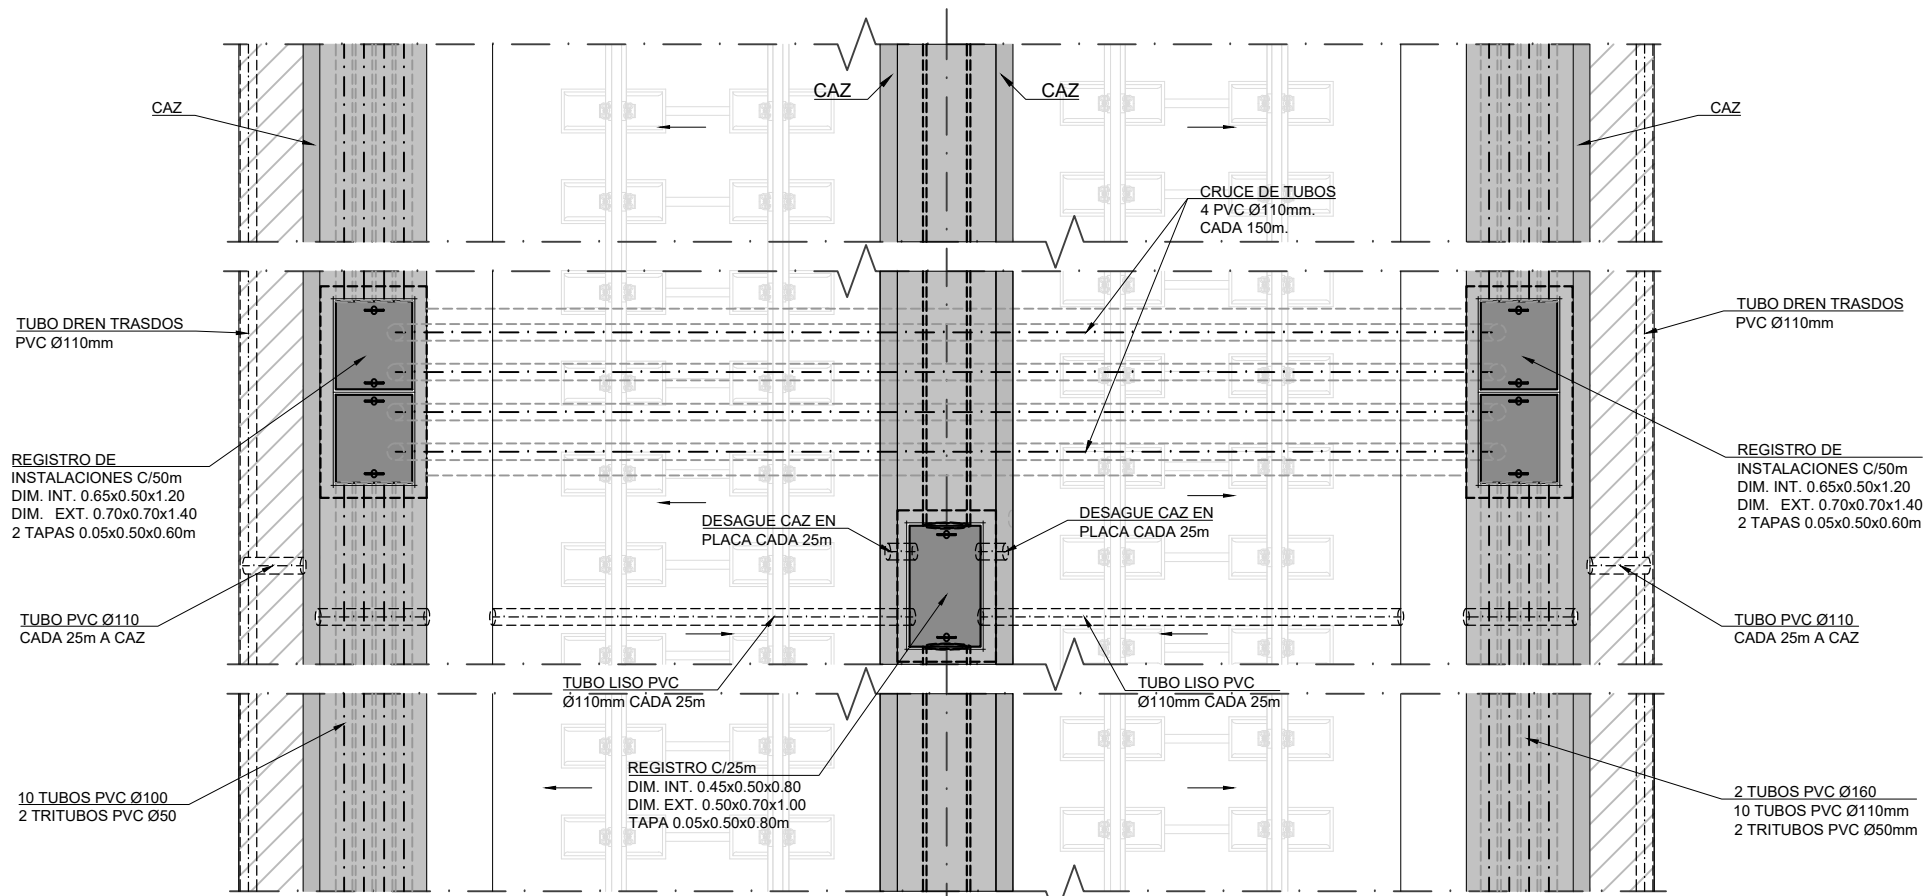 CAZ
CAZ
CAZ
CAZ
CRUCE DE TUBOS
4 PVC Ø110mm.
CADA 150m.
TUBO DREN TRASDOS
PVC Ø110mm
TUBO DREN TRASDOS
PVC Ø110mm
REGISTRO DE
INSTALACIONES C/50m
DIM. INT. 0.65x0.50x1.20
DIM. EXT. 0.70x0.70x1.40
2 TAPAS 0.05x0.50x0.60m
REGISTRO DE
INSTALACIONES C/50m
DIM. INT. 0.65x0.50x1.20
DIM. EXT. 0.70x0.70x1.40
2 TAPAS 0.05x0.50x0.60m
DESAGUE CAZ EN
PLACA CADA 25m
DESAGUE CAZ EN
PLACA CADA 25m
TUBO PVC Ø110
CADA 25m A CAZ
TUBO PVC Ø110
CADA 25m A CAZ
TUBO LISO PVC
Ø110mm CADA 25m
TUBO LISO PVC
Ø110mm CADA 25m
REGISTRO C/25m
DIM. INT. 0.45x0.50x0.80
DIM. EXT. 0.50x0.70x1.00
TAPA 0.05x0.50x0.80m
10 TUBOS PVC Ø100
2 TRITUBOS PVC Ø50
2 TUBOS PVC Ø160
10 TUBOS PVC Ø110mm
2 TRITUBOS PVC Ø50mm